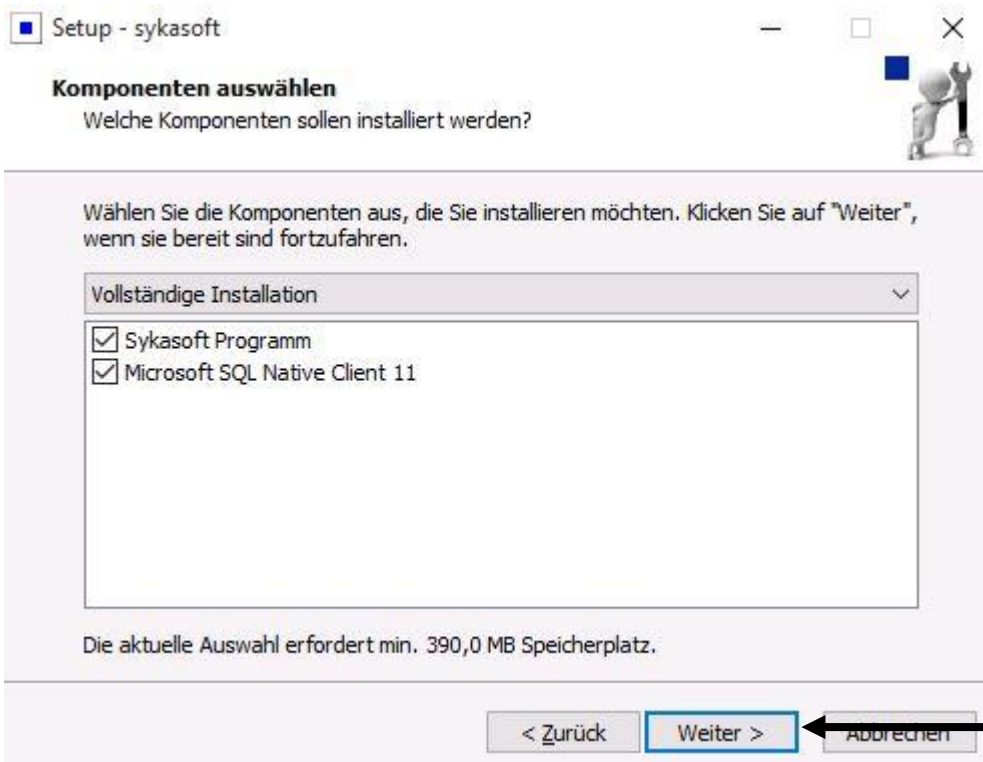 Setup - sykasoft
Komponenten auswählen
Welche Komponenten sollen installiert werden?
Wählen Sie die Komponenten aus, die Sie installieren möchten. Klicken Sie auf "Weiter",
wenn sie bereit sind fortzufahren.
Vollständige Installation
Sykasoft Programm
Microsoft SQL Native Client 11
Die aktuelle Auswahl erfordert min. 390,0 MB Speicherplatz.
< Zurück
Weiter >
Abbrechen